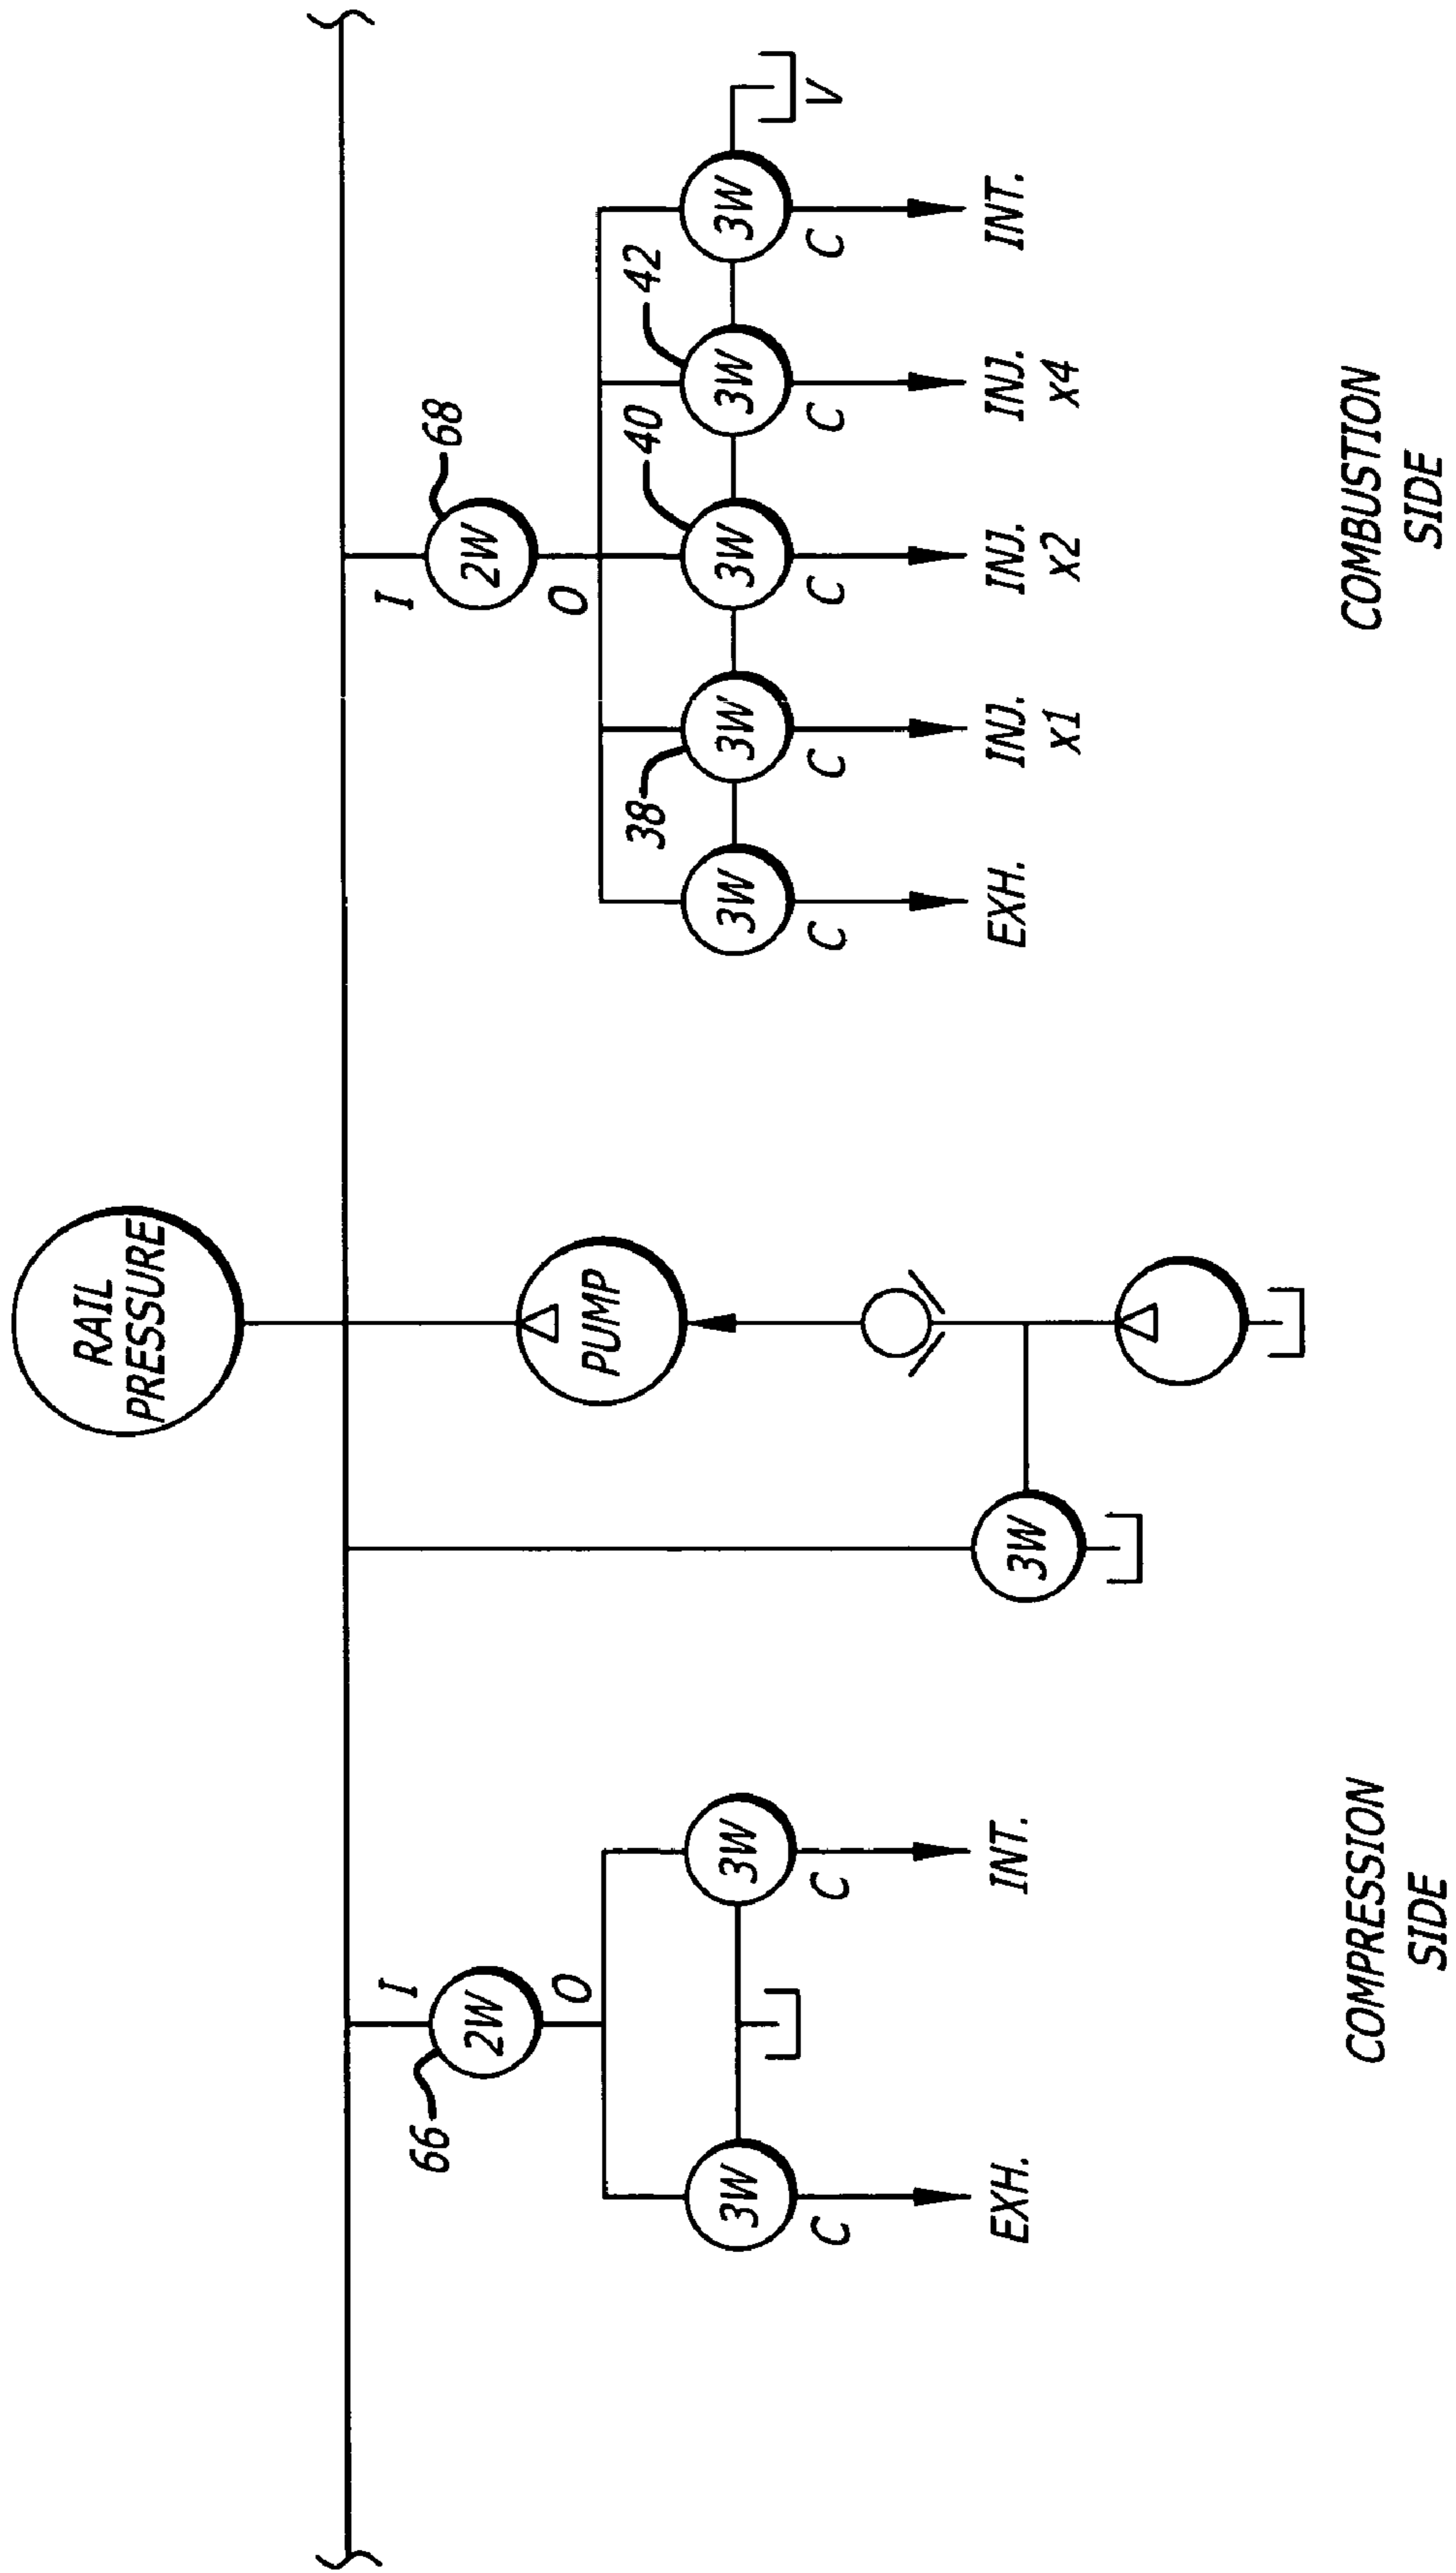 RAIL
PRESSURE
I
66
2W
O
3W
3W
C
C
EXH.
INT.
COMPRESSION
SIDE
PUMP
3W
I
68
2W
O
38
40
42
3W
3W
3W
3W
3W
V
C
C
C
C
C
EXH.
INJ.
x1
INJ.
x2
INJ.
x4
INT.
COMBUSTION
SIDE